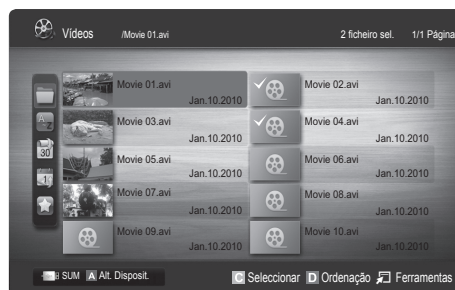 Vídeos /Movie 01.avi 2 ficheiro sel. 1/1 Página
Movie 01.avi Movie 02.avi
Jan.10.2010 Jan.10.2010
Movie 03.avi Movie 04.avi
Jan.10.2010 Jan.10.2010
Movie 05.avi Movie 06.avi
Jan.10.2010 Jan.10.2010
Movie 07.avi Movie 08.avi
Jan.10.2010 Jan.10.2010
Movie 09.avi Movie 10.avi
Jan.10.2010 Jan.10.2010
A Z
30
1
SUM A Alt. Disposit. C Seleccionar D Ordenação Ferramentas